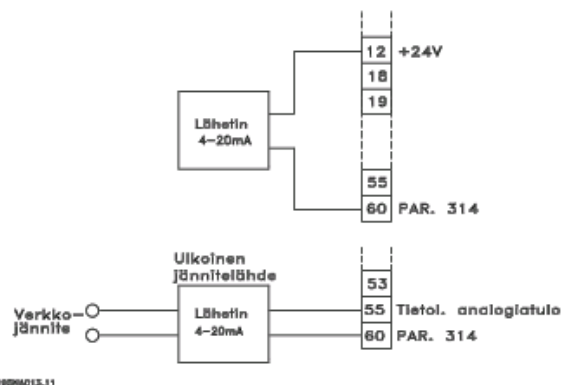 12 +24V
18
19
Lähetin
4-20mA
55
60 PAR. 314
Ulkoinen
jännitelähde
53
Verkko-
jännite
Lähetin
4-20mA
55 Tietol. analogiatulo
60 PAR. 314